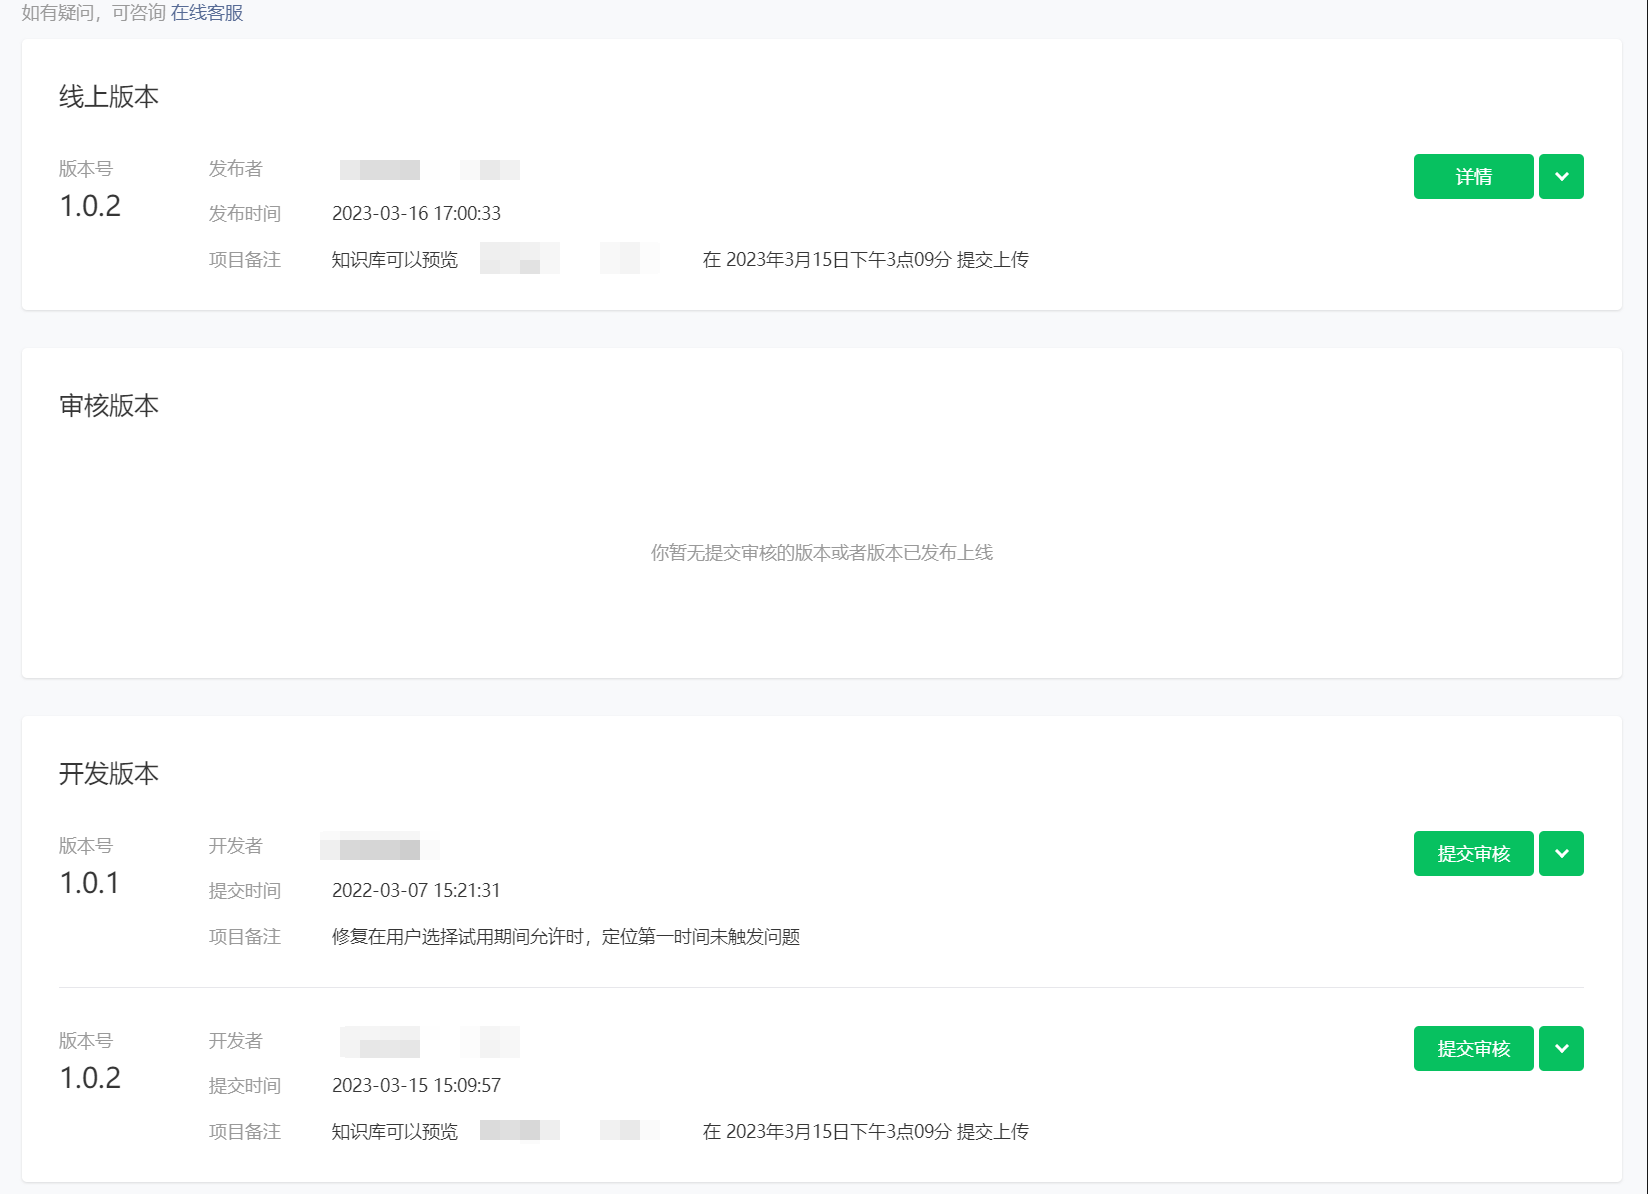 如有疑问，可咨询 在线客服
线上版本
版本号
1.0.2
发布者
发布时间 2023-03-16 17:00:33
项目备注 知识库可以预览 在 2023年3月15日下午3点09分 提交上传
详情
审核版本
你暂无提交审核的版本或者版本已发布上线
开发版本
版本号
1.0.1
开发者
提交时间 2022-03-07 15:21:31
项目备注 修复在用户选择试用期间允许时，定位第一时间未触发问题
提交审核
版本号
1.0.2
开发者
提交时间 2023-03-15 15:09:57
项目备注 知识库可以预览 在 2023年3月15日下午3点09分 提交上传
提交审核